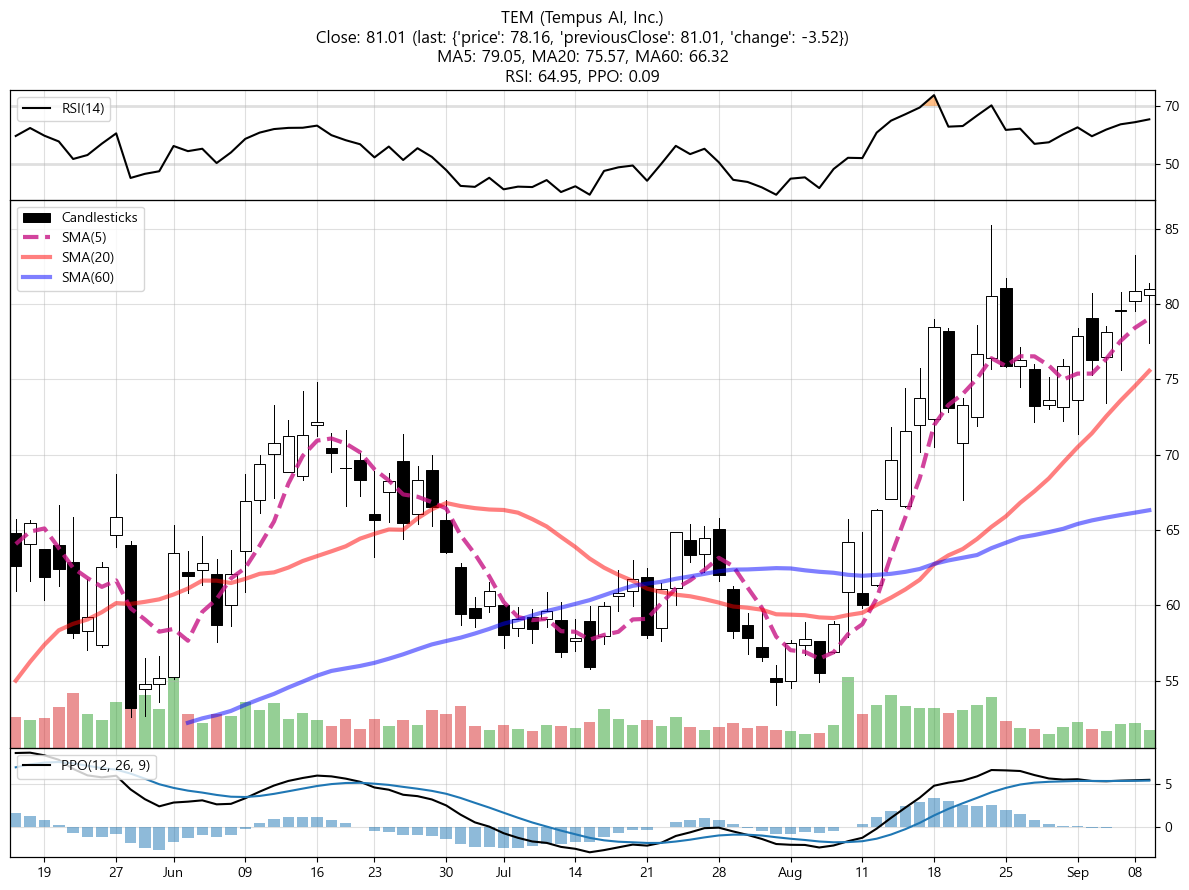 TEM (Tempus AI, Inc.)
Close: 81.01 (last: {'price': 78.16, 'previousClose': 81.01, 'change': -3.52})
MA5: 79.05, MA20: 75.57, MA60: 66.32
RSI: 64.95, PPO: 0.09
RSI(14)
70
50
Candlesticks
SMA(5)
SMA(20)
SMA(60)
85
80
75
70
65
60
55
PPO(12, 26, 9)
5
0
19 27 Jun 09 16 23 30 Jul 14 21 28 Aug 11 18 25 Sep 08